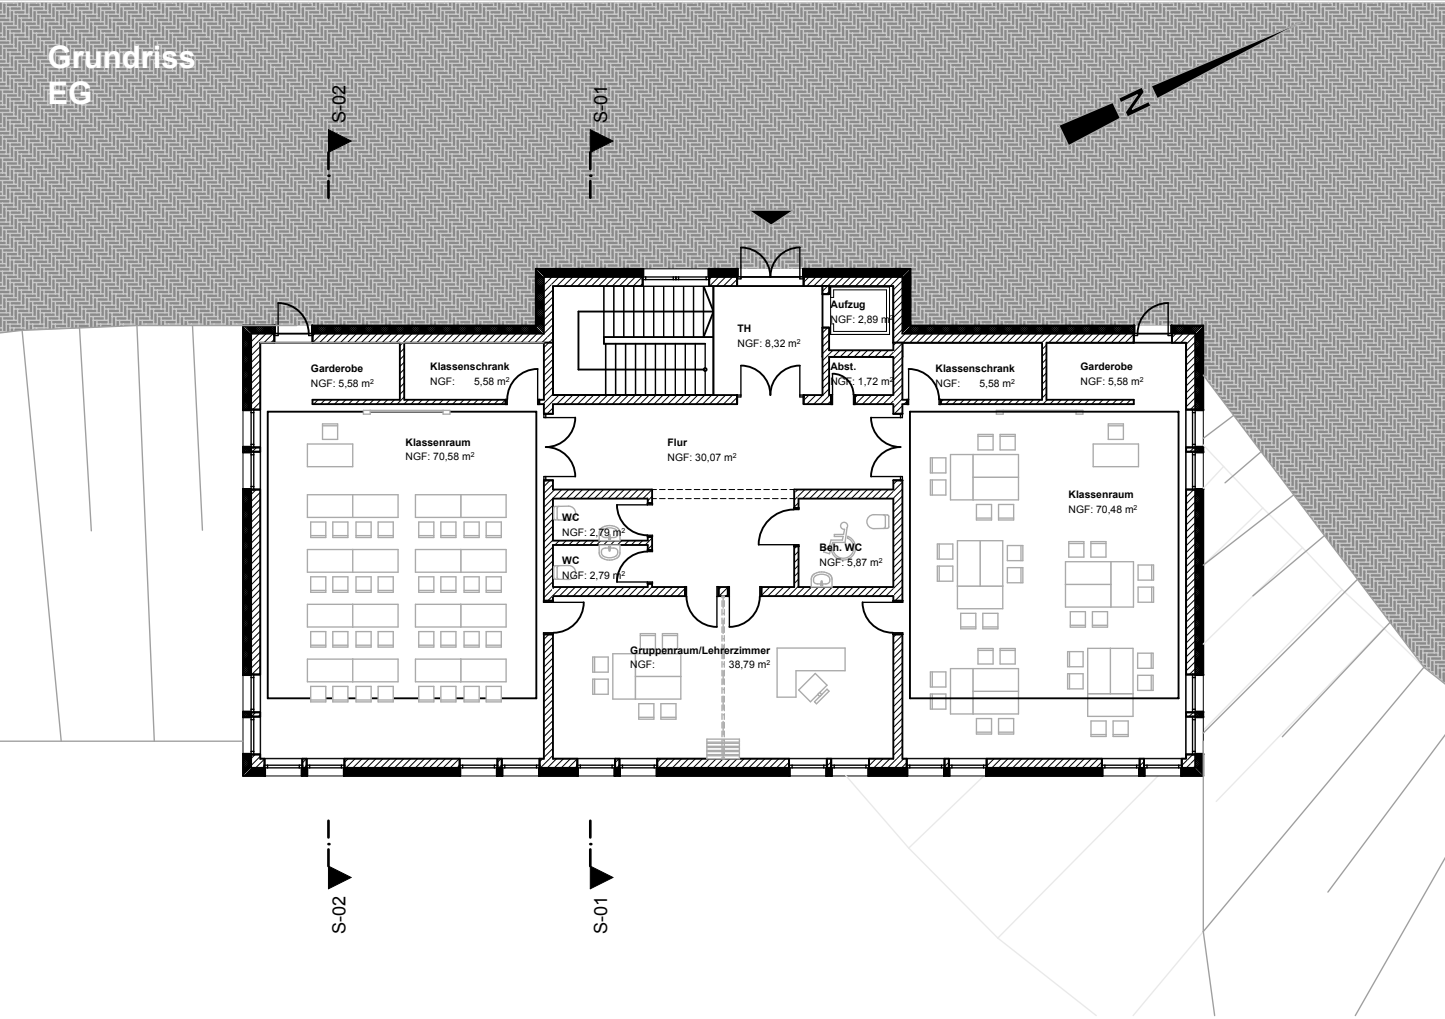 Grundriss
EG
S-02
S-01
N
Aufzug
NGF: 2,89 m²
TH
NGF: 8,32 m²
Garderobe
NGF: 5,58 m²
Klassenschrank
NGF: 5,58 m²
Abst.
NGF: 1,72 m²
Klassenschrank
NGF: 5,58 m²
Garderobe
NGF: 5,58 m²
Klassenraum
NGF: 70,58 m²
Flur
NGF: 30,07 m²
Klassenraum
NGF: 70,48 m²
WC
NGF: 2,79 m²
WC
NGF: 2,79 m²
Beh. WC
NGF: 5,87 m²
Gruppenraum/Lehrerzimmer
NGF: 38,79 m²
S-02
S-01